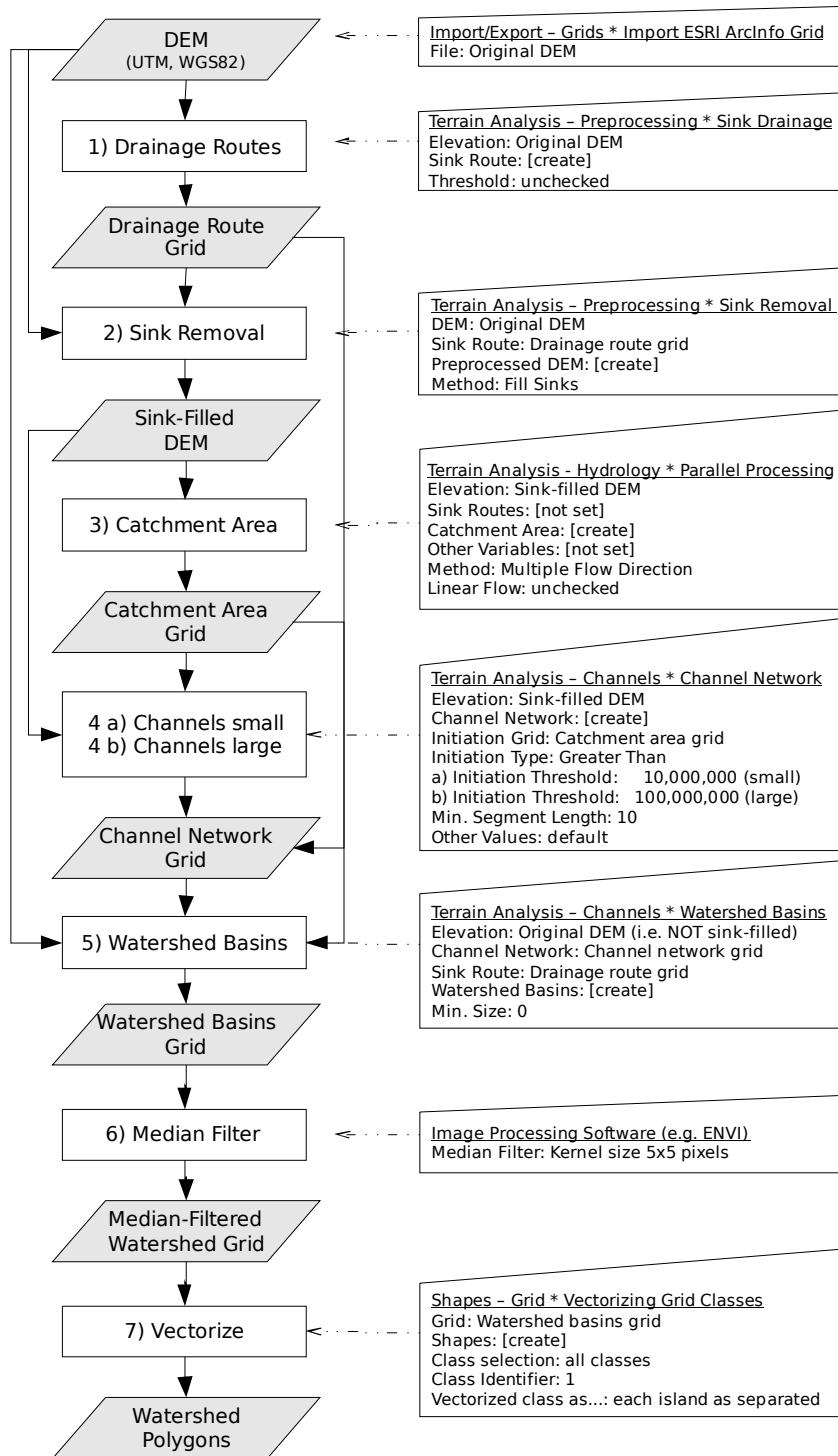 DEM
(UTM, WGS82)
Import/Export – Grids * Import ESRI ArcInfo Grid
File: Original DEM
1) Drainage Routes
Terrain Analysis – Preprocessing * Sink Drainage
Elevation: Original DEM
Sink Route: [create]
Threshold: unchecked
Drainage Route
Grid
2) Sink Removal
Terrain Analysis – Preprocessing * Sink Removal
DEM: Original DEM
Sink Route: Drainage route grid
Preprocessed DEM: [create]
Method: Fill Sinks
Sink-Filled
DEM
3) Catchment Area
Terrain Analysis - Hydrology * Parallel Processing
Elevation: Sink-filled DEM
Sink Routes: [not set]
Catchment Area: [create]
Other Variables: [not set]
Method: Multiple Flow Direction
Linear Flow: unchecked
Catchment Area
Grid
4 a) Channels small
4 b) Channels large
Terrain Analysis – Channels * Channel Network
Elevation: Sink-filled DEM
Channel Network: [create]
Initiation Grid: Catchment area grid
Initiation Type: Greater Than
a) Initiation Threshold: 10,000,000 (small)
b) Initiation Threshold: 100,000,000 (large)
Min. Segment Length: 10
Other Values: default
Channel Network
Grid
5) Watershed Basins
Terrain Analysis – Channels * Watershed Basins
Elevation: Original DEM (i.e. NOT sink-filled)
Channel Network: Channel network grid
Sink Route: Drainage route grid
Watershed Basins: [create]
Min. Size: 0
Watershed Basins
Grid
6) Median Filter
Image Processing Software (e.g. ENVI)
Median Filter: Kernel size 5x5 pixels
Median-Filtered
Watershed Grid
7) Vectorize
Shapes – Grid * Vectorizing Grid Classes
Grid: Watershed basins grid
Shapes: [create]
Class selection: all classes
Class Identifier: 1
Vectorized class as...: each island as separated
Watershed
Polygons